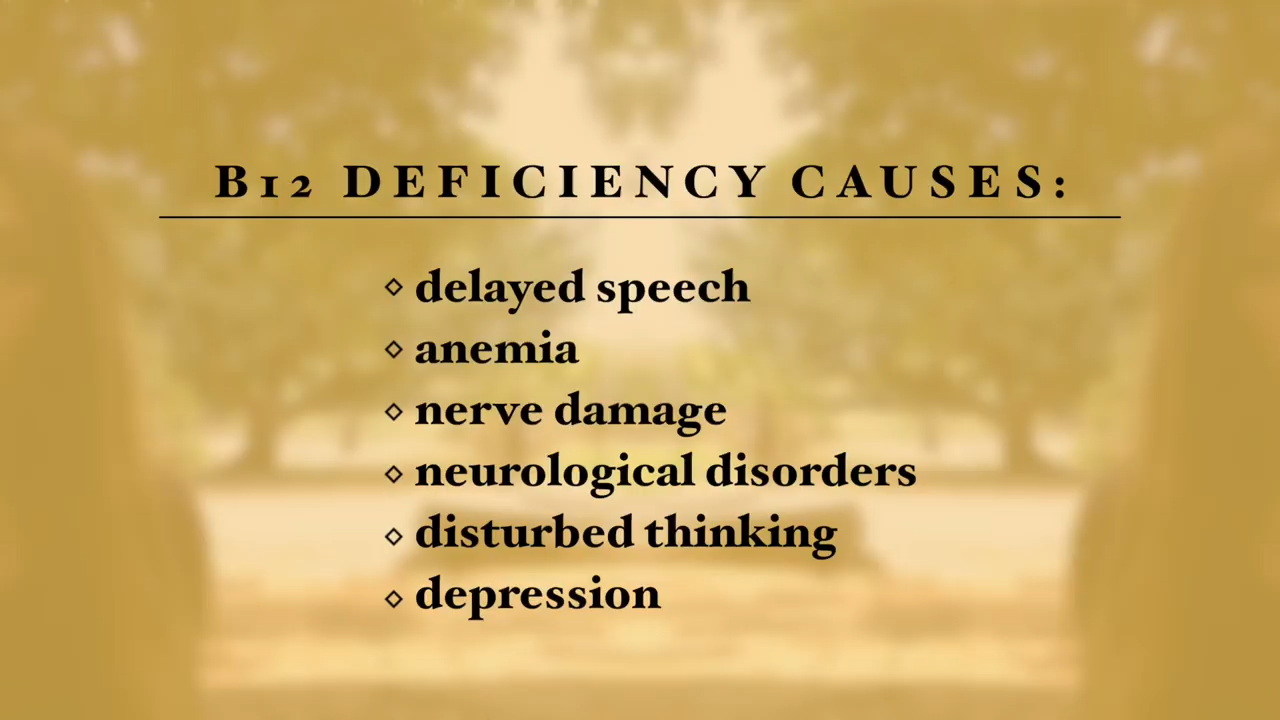 B12 DEFICIENCY CAUSES:
◇ delayed speech
◇ anemia
◇ nerve damage
◇ neurological disorders
◇ disturbed thinking
◇ depression